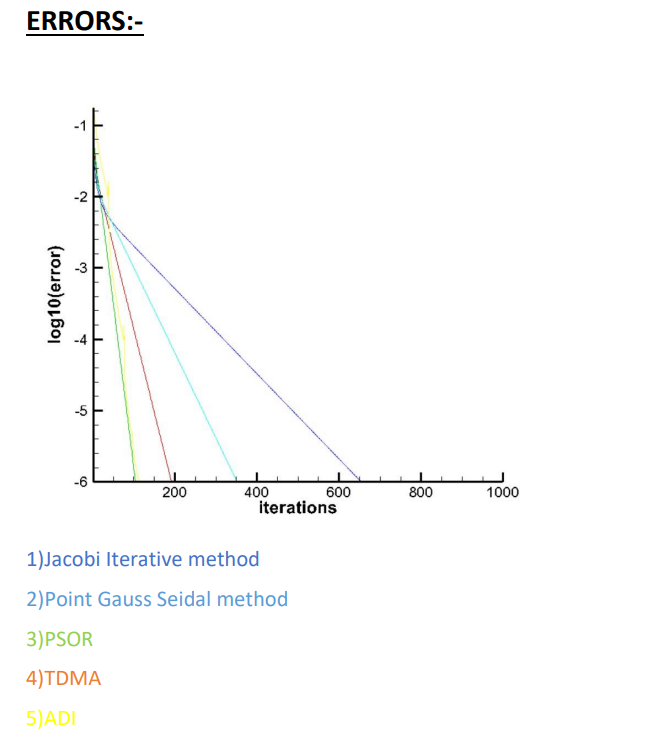 ERRORS:-
-1
-2
-3
-4
-5
-6
log10(error)
200 400 600 800 1000
iterations
1)Jacobi Iterative method
2)Point Gauss Seidal method
3)PSOR
4)TDMA
5)ADI